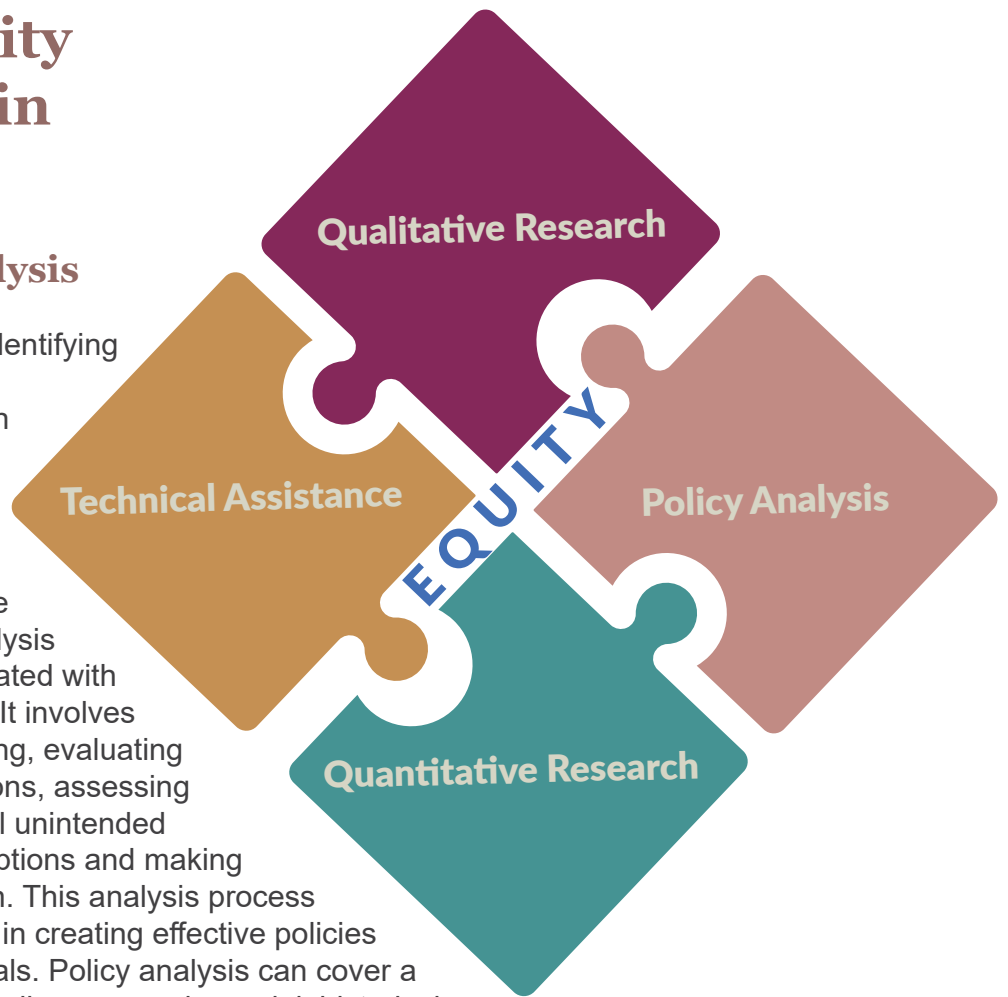 ity
in
lysis
dentifying
n
e
lysis
ated with
It involves
ng, evaluating
ons, assessing
l unintended
ptions and making
n. This analysis process
in creating effective policies
als. Policy analysis can cover a
Qualitative Research
Technical Assistance
EQUITY
Policy Analysis
Quantitative Research